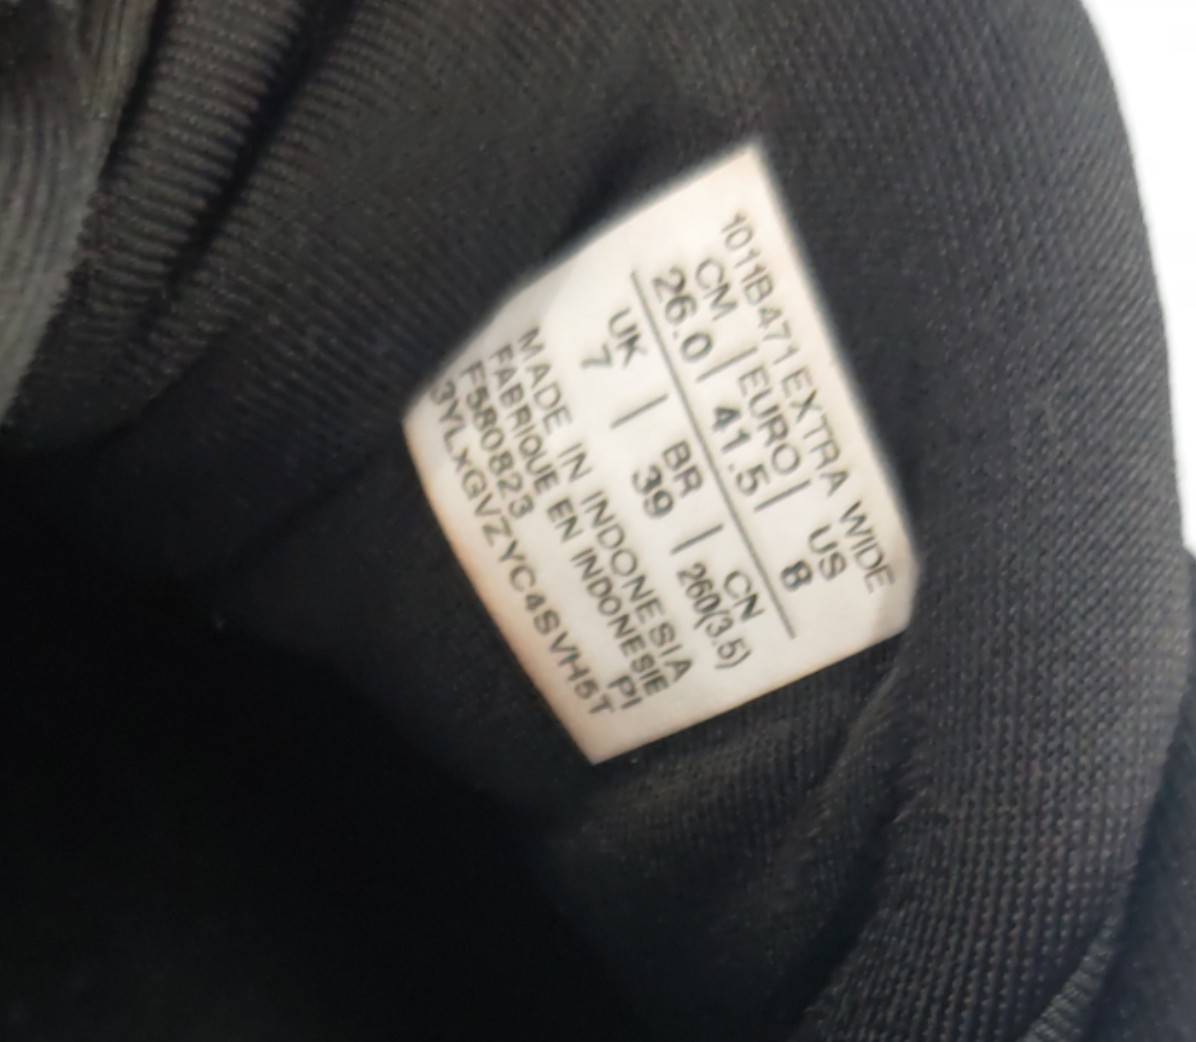 1011B471 EXTRA WIDE
CM | EURO | US
26.0 | 41.5 | 8
UK | BR | CN
7 | 39 | 260(3.5)
MADE IN INDONESIA
FABRIQUE EN INDONESIE
F580823 PI
3YLxGVZYC4SVH5T